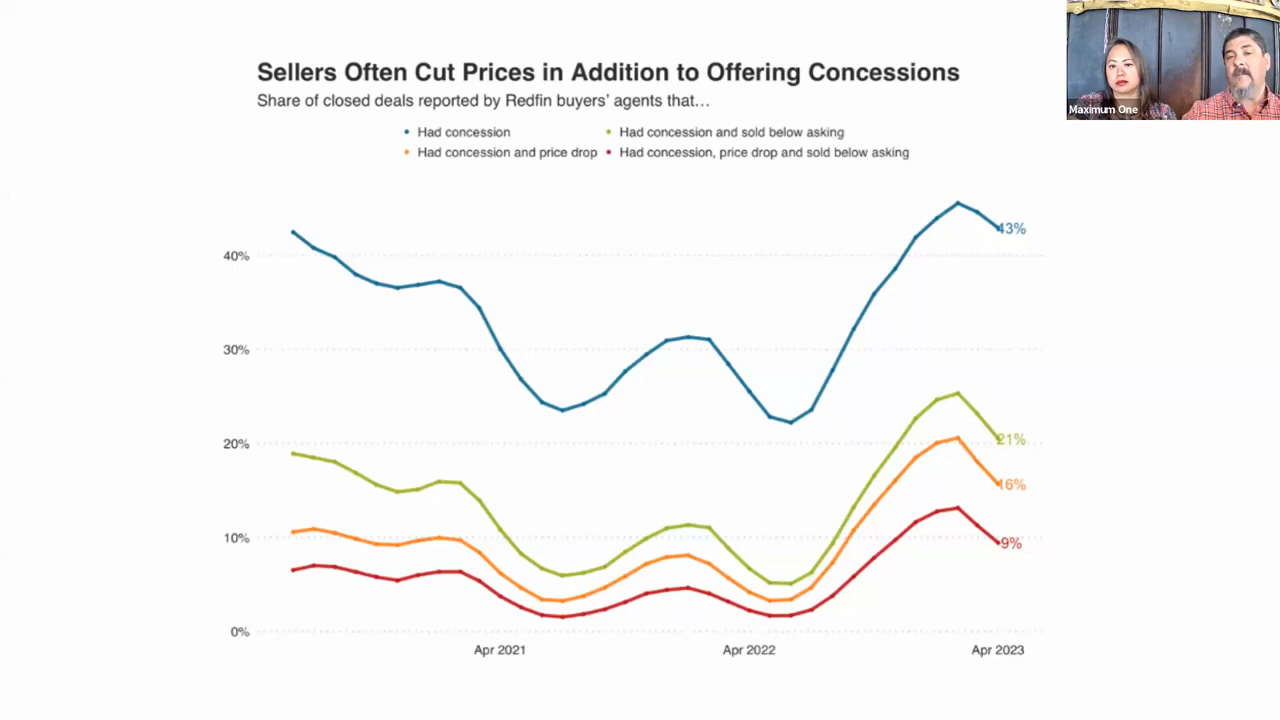 Sellers Often Cut Prices in Addition to Offering Concessions
Share of closed deals reported by Redfin buyers' agents that…
Had concession
Had concession and sold below asking
Had concession and price drop
Had concession, price drop and sold below asking
Maximum One
43%
40%
30%
20%
21%
16%
10%
9%
0%
Apr 2021
Apr 2022
Apr 2023